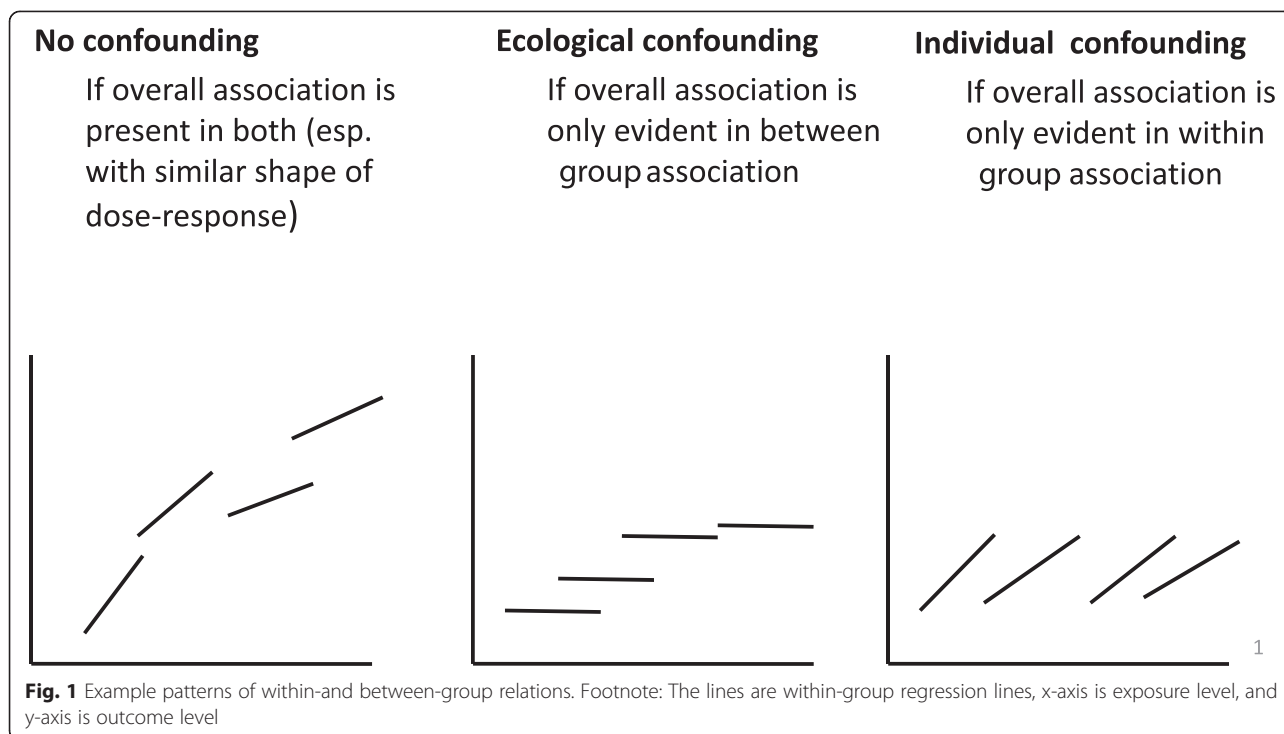 No confounding
If overall association is
present in both (esp.
with similar shape of
dose-response)
Ecological confounding
If overall association is
only evident in between
group association
Individual confounding
If overall association is
only evident in within
group association
1
Fig. 1 Example patterns of within-and between-group relations. Footnote: The lines are within-group regression lines, x-axis is exposure level, and
y-axis is outcome level